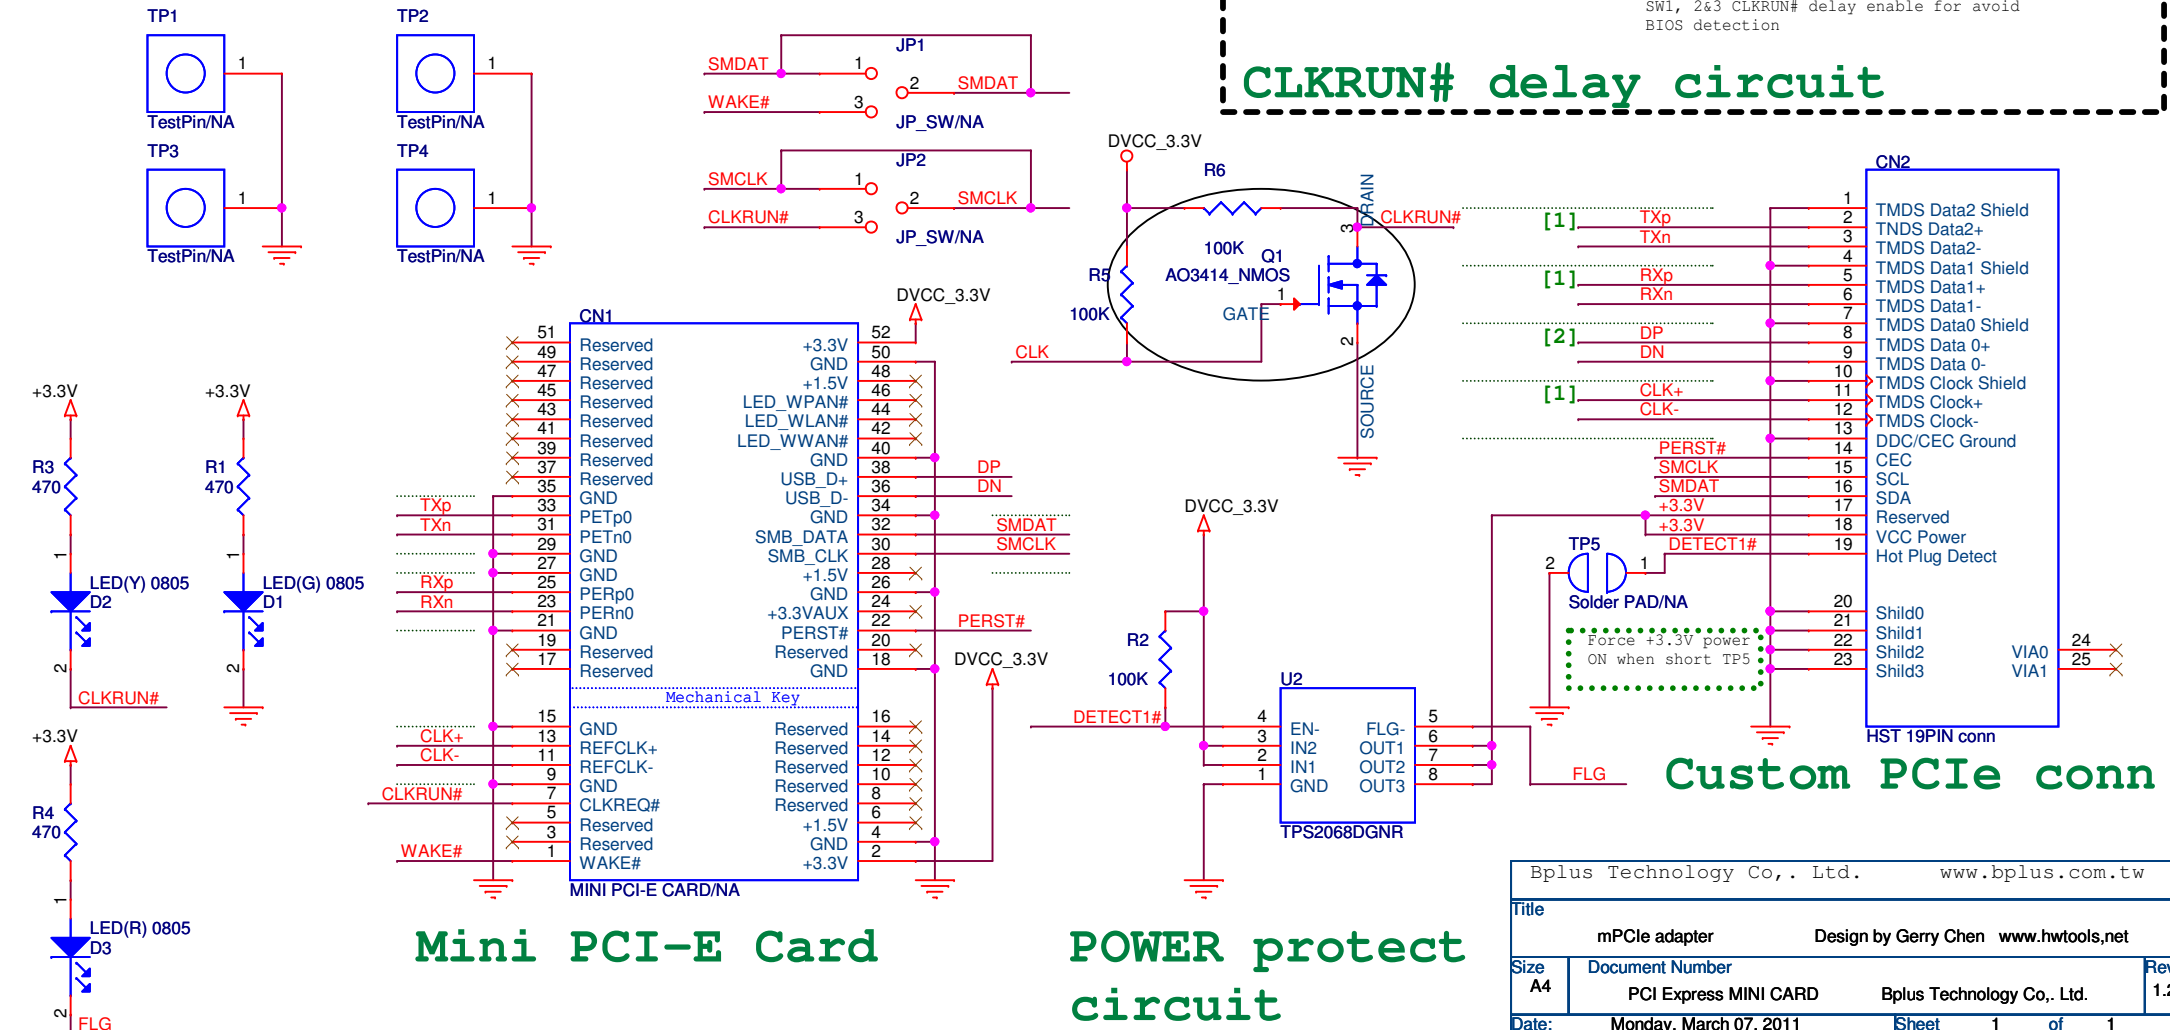 SW1, 2&3 CLKRUN# delay enable for avoid
BIOS detection
CLKRUN# delay circuit
TP1
1
TestPin/NA
TP2
1
TestPin/NA
TP3
1
TestPin/NA
TP4
1
TestPin/NA
JP1
SMDAT
1
2
SMDAT
WAKE#
3
JP_SW/NA
JP2
SMCLK
1
2
SMCLK
CLKRUN#
3
JP_SW/NA
DVCC_3.3V
R6
100K
DRAIN
3
CLKRUN#
R5
100K
Q1
AO3414_NMOS
1
GATE
2
SOURCE
CLK
+3.3V
R3
470
1
LED(Y) 0805
D2
2
CLKRUN#
+3.3V
R1
470
1
LED(G) 0805
D1
2
+3.3V
R4
470
1
LED(R) 0805
D3
2
FLG
CN1
DVCC_3.3V
51 Reserved +3.3V 52
49 Reserved GND 50
47 Reserved +1.5V 48
45 Reserved LED_WPAN# 46
43 Reserved LED_WLAN# 44
41 Reserved LED_WWAN# 42
39 Reserved GND 40
37 Reserved USB_D+ 38 DP
35 GND USB_D- 36 DN
TXp 33 PETp0 GND 34
TXn 31 PETn0 SMB_DATA 32 SMDAT
29 GND SMB_CLK 30 SMCLK
27 GND +1.5V 28
RXp 25 PERp0 GND 26
RXn 23 PERn0 +3.3VAUX 24
21 GND PERST# 22 PERST#
19 Reserved Reserved 20
17 Reserved GND 18
DVCC_3.3V
Mechanical Key
15 GND Reserved 16
CLK+ 13 REFCLK+ Reserved 14
CLK- 11 REFCLK- Reserved 12
9 GND Reserved 10
CLKRUN# 7 CLKREQ# Reserved 8
5 Reserved +1.5V 6
3 Reserved GND 4
WAKE# 1 WAKE# +3.3V 2
MINI PCI-E CARD/NA
Mini PCI-E Card
DVCC_3.3V
R2
100K
DETECT1#
U2
4 EN- FLG- 5
3 IN2 OUT1 6
2 IN1 OUT2 7
1 GND OUT3 8
TPS2068DGNR
FLG
POWER protect
circuit
CN2
1 TMDS Data2 Shield
[1] TXp 2 TNDS Data2+
TXn 3 TMDS Data2-
4 TMDS Data1 Shield
[1] RXp 5 TMDS Data1+
RXn 6 TMDS Data1-
7 TMDS Data0 Shield
[2] DP 8 TMDS Data 0+
DN 9 TMDS Data 0-
10 TMDS Clock Shield
[1] CLK+ 11 TMDS Clock+
CLK- 12 TMDS Clock-
13 DDC/CEC Ground
PERST# 14 CEC
SMCLK 15 SCL
SMDAT 16 SDA
+3.3V 17 Reserved
+3.3V 18 VCC Power
DETECT1# 19 Hot Plug Detect
TP5
2
1
Solder PAD/NA
Force +3.3V power
ON when short TP5
20 Shild0
21 Shild1
22 Shild2 VIA0 24
23 Shild3 VIA1 25
HST 19PIN conn
Custom PCIe conn
Bplus Technology Co,. Ltd. www.bplus.com.tw
Title
mPCIe adapter Design by Gerry Chen www.hwtools,net
Size Document Number Rev
A4 PCI Express MINI CARD Bplus Technology Co,. Ltd. 1.2
Date: Monday, March 07, 2011 Sheet 1 of 1